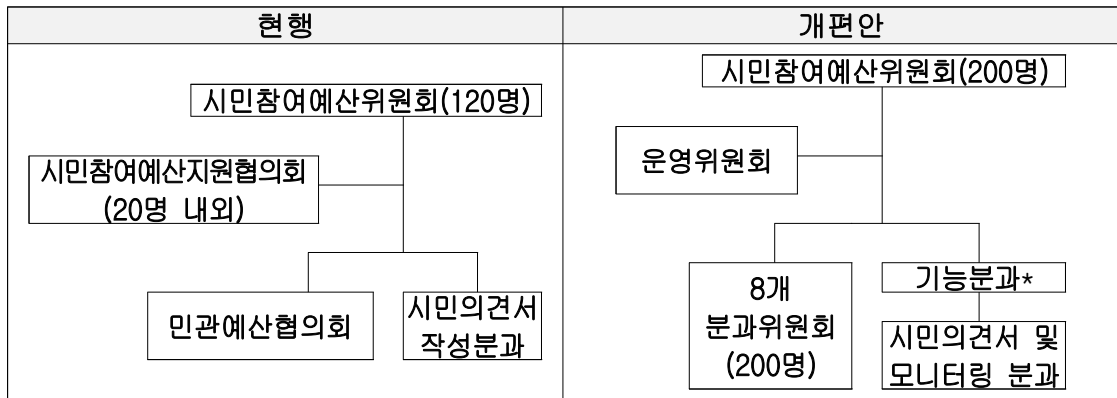 현행
시민참여예산위원회(120명)
시민참여예산지원협의회
(20명 내외)
민관예산협의회
시민의견서
작성분과
개편안
시민참여예산위원회(200명)
운영위원회
8개
분과위원회
(200명)
기능분과*
시민의견서 및
모니터링 분과